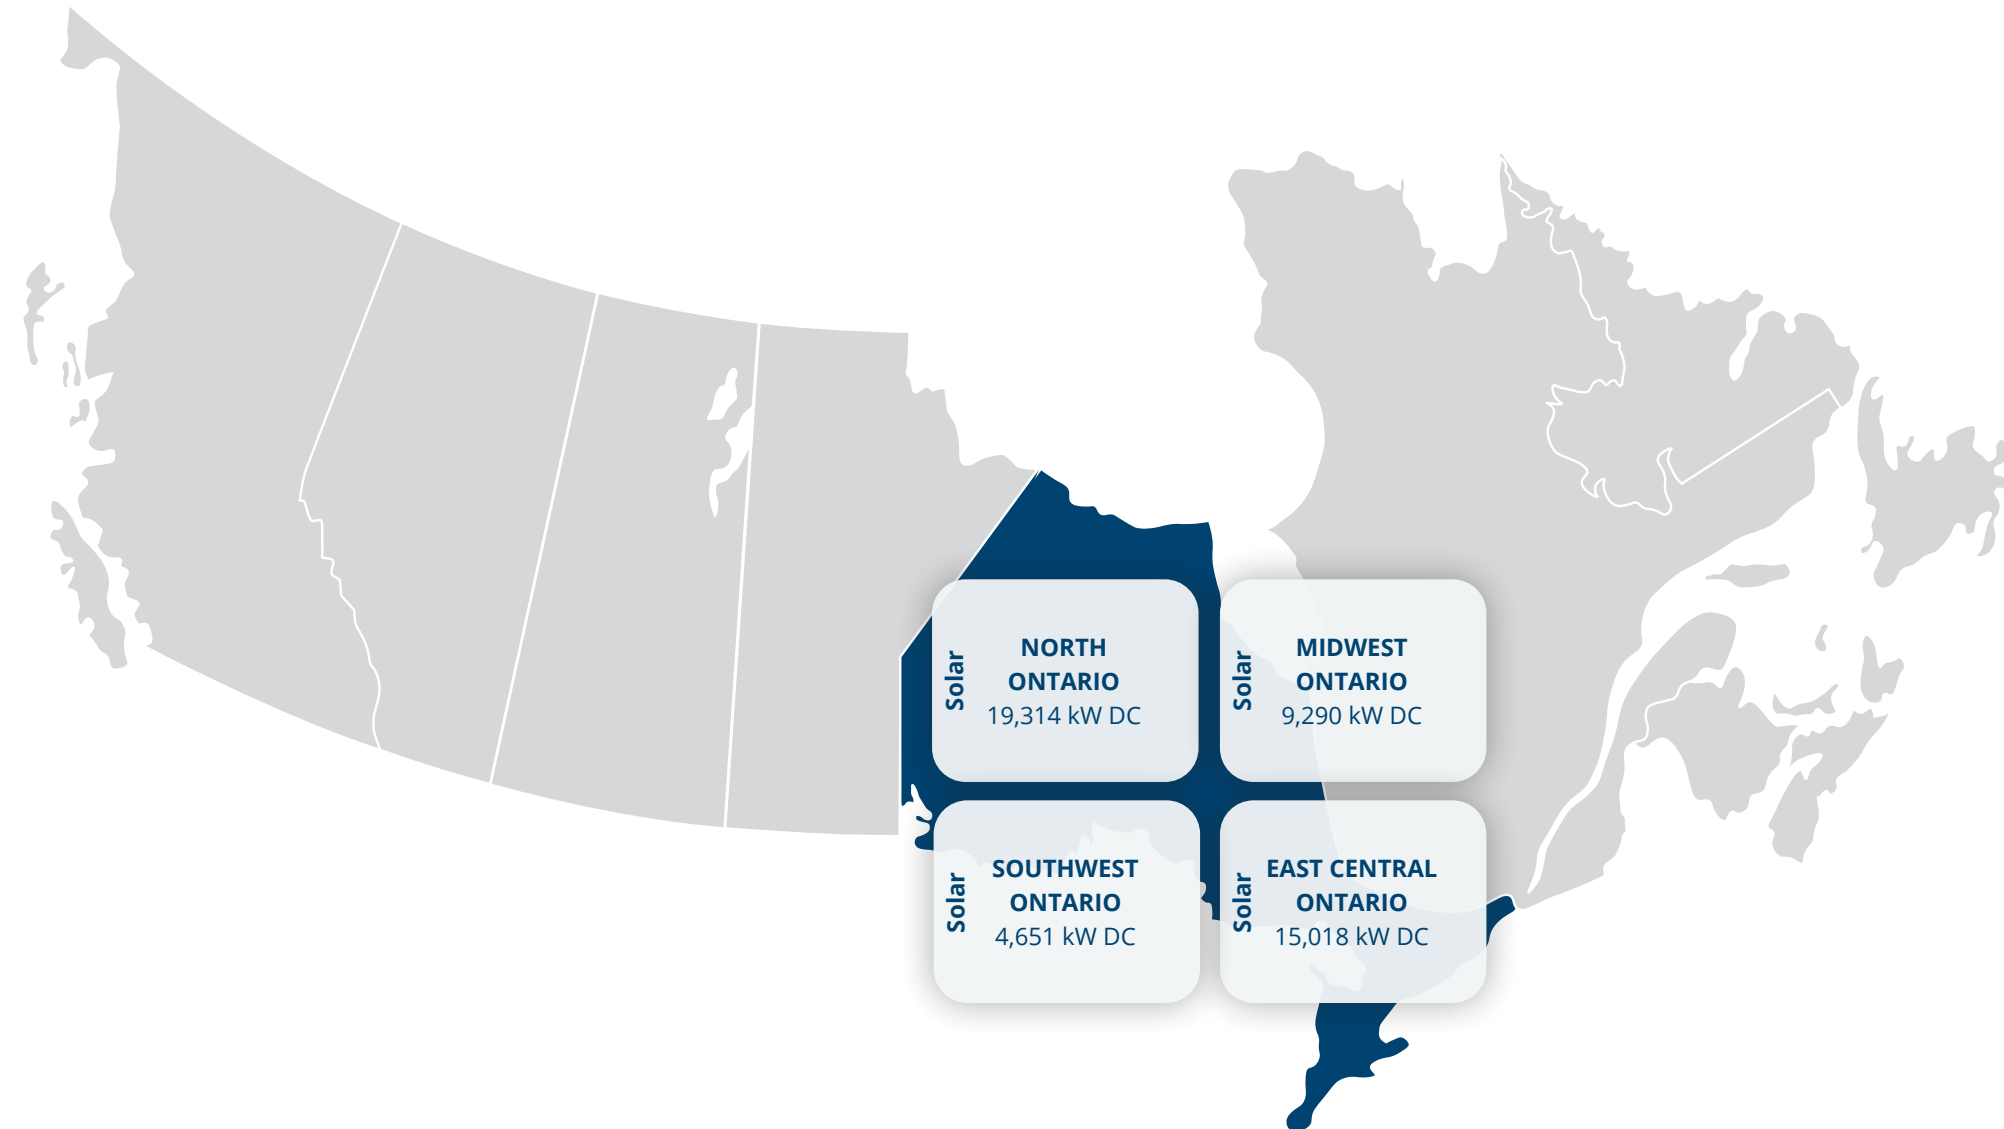 Solar
NORTH
ONTARIO
19,314 kW DC
Solar
MIDWEST
ONTARIO
9,290 kW DC
Solar
SOUTHWEST
ONTARIO
4,651 kW DC
Solar
EAST CENTRAL
ONTARIO
15,018 kW DC